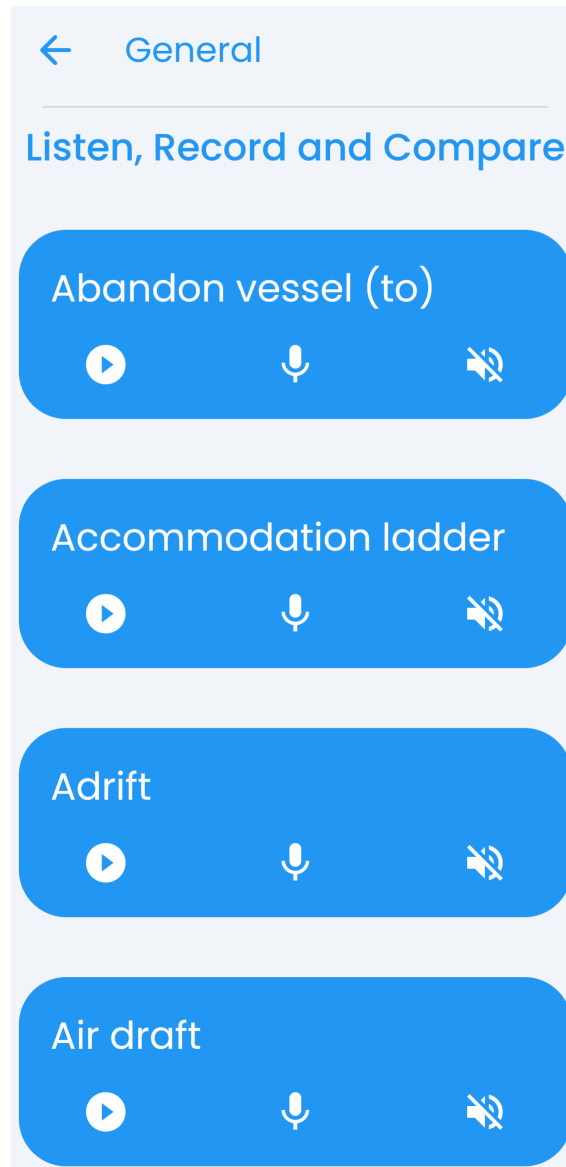 General
Listen, Record and Compare
Abandon vessel (to)
Accommodation ladder
Adrift
Air draft